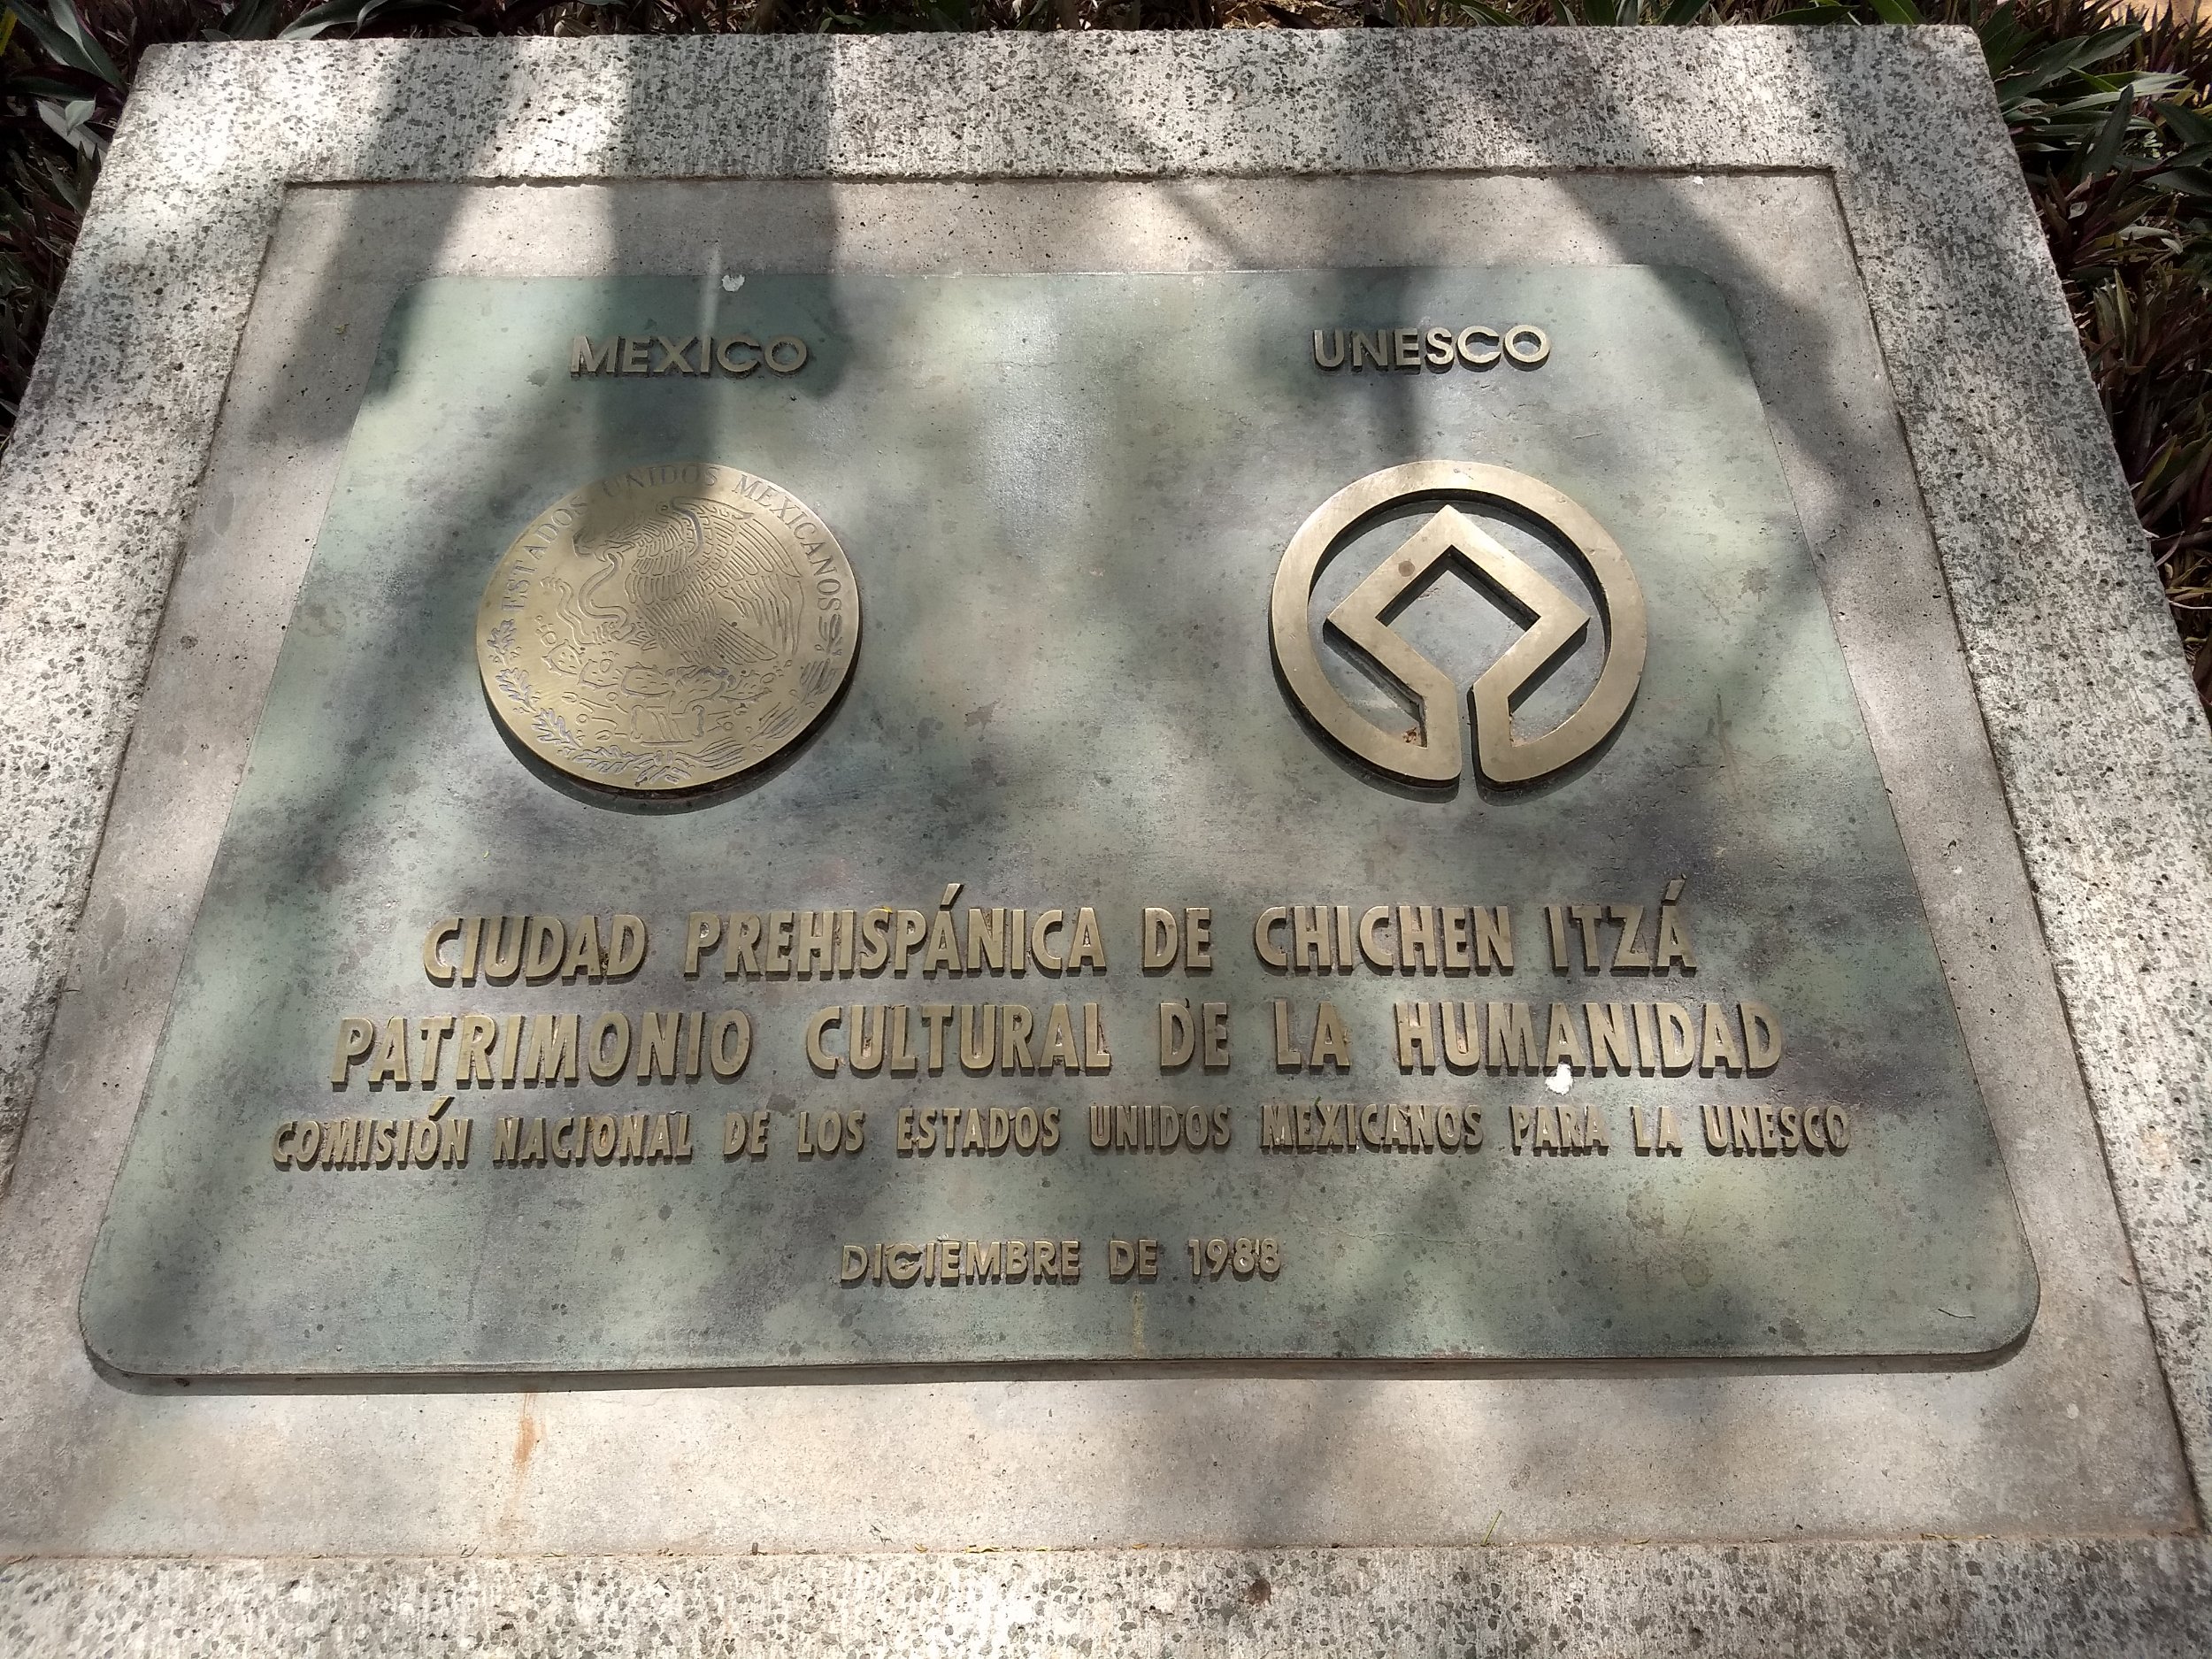 MEXICO
UNESCO
ESTADOS UNIDOS MEXICANOS
CIUDAD PREHISPÁNICA DE CHICHEN ITZÁ
PATRIMONIO CULTURAL DE LA HUMANIDAD
COMISIÓN NACIONAL DE LOS ESTADOS UNIDOS MEXICANOS PARA LA UNESCO
DICIEMBRE DE 1988